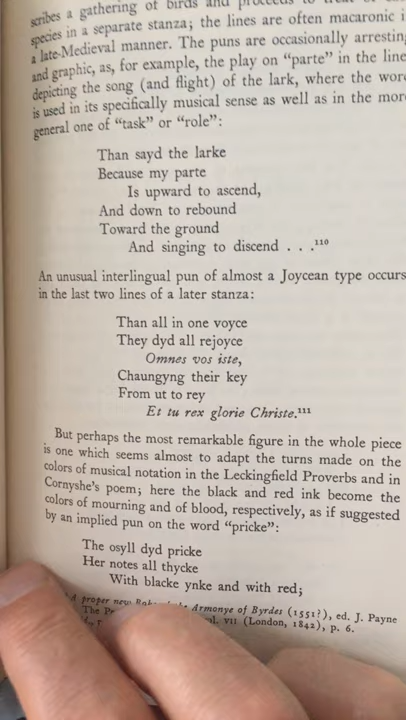 scribes a gathering of birds and proceeds to treat of
species in a separate stanza; the lines are often macaronic i
a late-Medieval manner. The puns are occasionally arresting
and graphic, as, for example, the play on "parte" in the line
depicting the song (and flight) of the lark, where the wor
is used in its specifically musical sense as well as in the mor
general one of "task" or "role":
Than sayd the larke
Because my parte
Is upward to ascend,
And down to rebound
Toward the ground
And singing to discend . . .¹¹⁰
An unusual interlingual pun of almost a Joycean type occurs
in the last two lines of a later stanza:
Than all in one voyce
They dyd all rejoyce
Omnes vos iste,
Chaungyng their key
From ut to rey
Et tu rex glorie Christe.¹¹¹
But perhaps the most remarkable figure in the whole piece
is one which seems almost to adapt the turns made on the
colors of musical notation in the Leckingfield Proverbs and in
Cornyshe's poem; here the black and red ink become the
colors of mourning and of blood, respectively, as if suggested
by an implied pun on the word "pricke":
The osyll dyd pricke
Her notes all thycke
With blacke ynke and with red;
A proper new Armonye of Byrdes (1551?), ed. J. Payne
The vol. VII (London, 1842), p. 6.